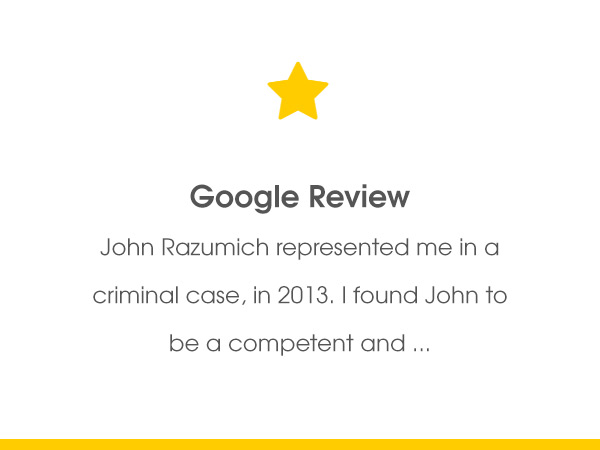 Google Review
John Razumich represented me in a
criminal case, in 2013. I found John to
be a competent and ...